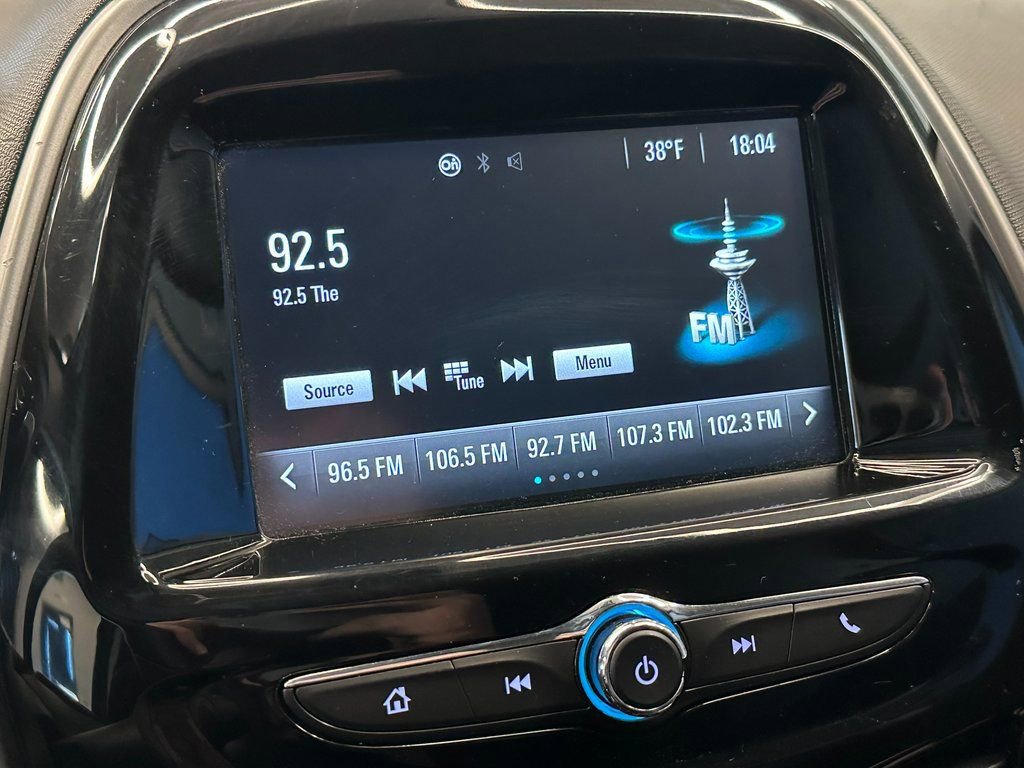 On
38°F
18:04
92.5
92.5 The
FM
Source
Tune
Menu
96.5 FM
106.5 FM
92.7 FM
107.3 FM
102.3 FM